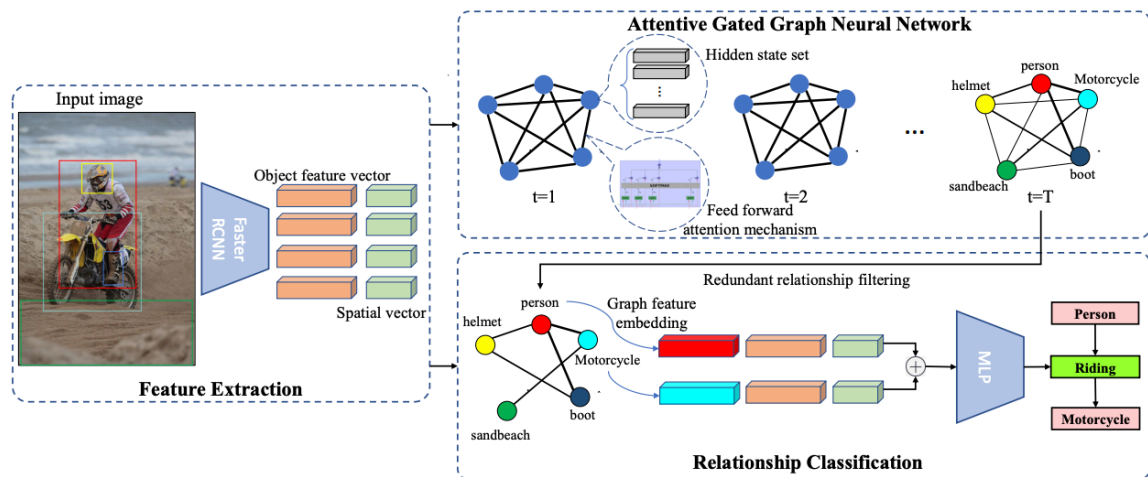 Attentive Gated Graph Neural Network
Hidden state set
person
helmet
Motorcycle
Input image
Object feature vector
Faster
RCNN
Spatial vector
Feature Extraction
...
SOFTMAX
t=1
t=2
Feed forward
attention mechanism
sandbeach
boot
t=T
Redundant relationship filtering
person
helmet
Motorcycle
boot
sandbeach
Graph feature
embedding
MLP
Person
Riding
Motorcycle
Relationship Classification